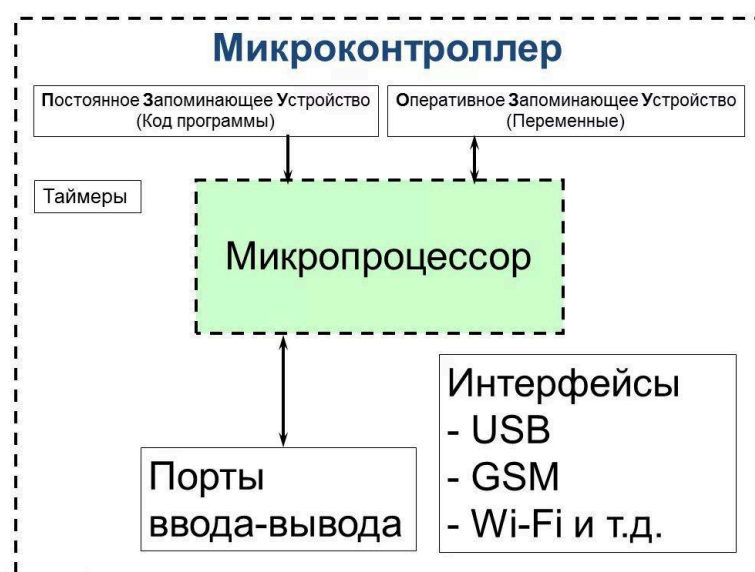 Микроконтроллер
Постоянное Запоминающее Устройство
(Код программы)
Оперативное Запоминающее Устройство
(Переменные)
Таймеры
Микропроцессор
Порты
ввода-вывода
Интерфейсы
- USB
- GSM
- Wi-Fi и т.д.